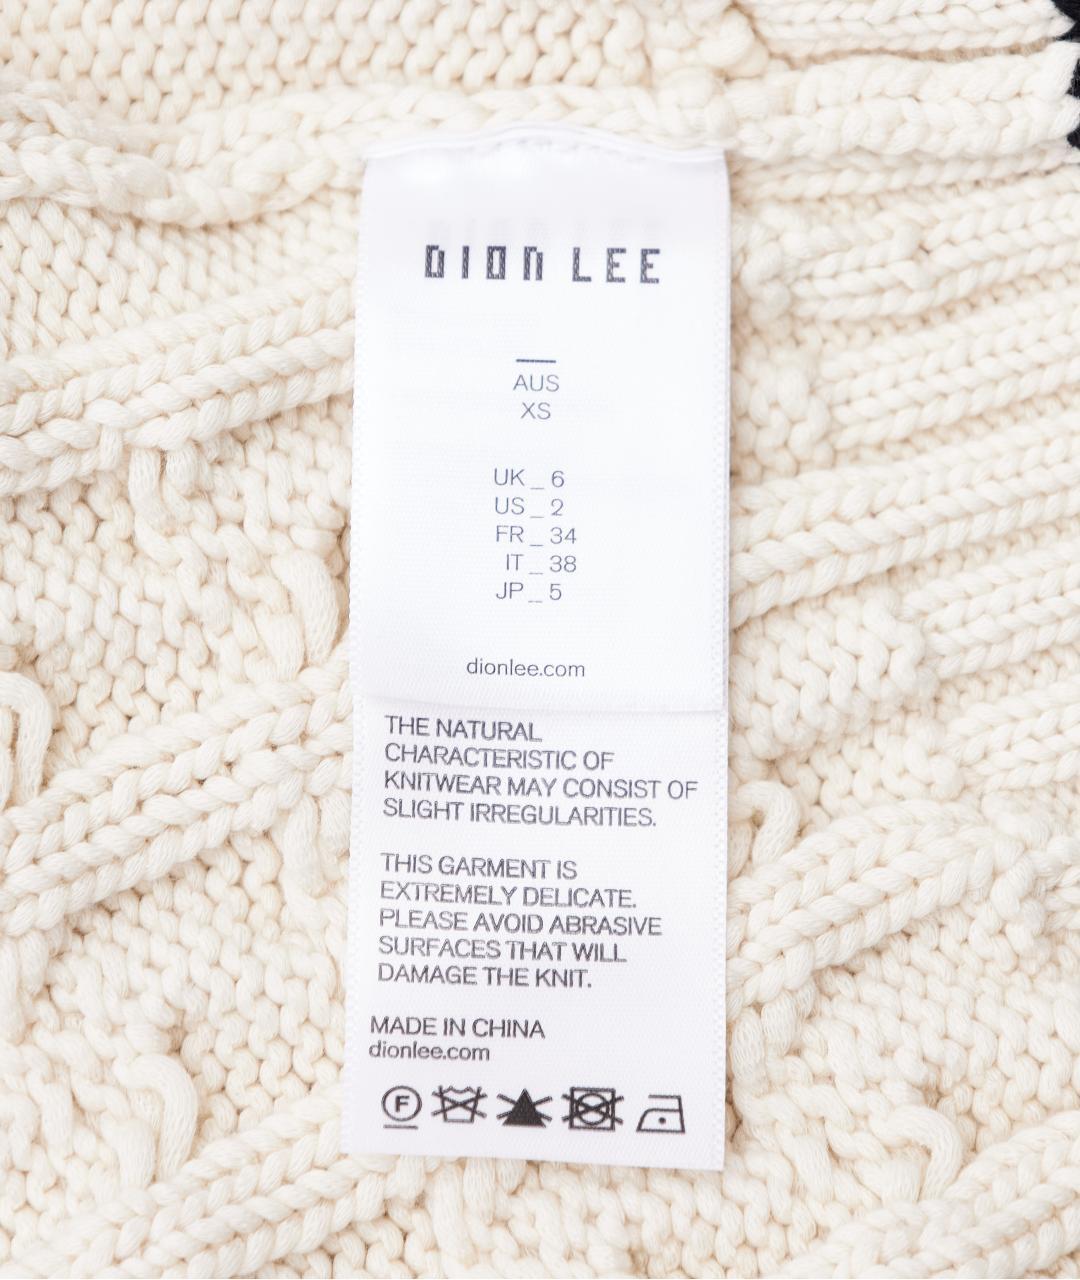 DION LEE
AUS
XS
UK _ 6
US _ 2
FR _ 34
IT _ 38
JP _ 5
dionlee.com
THE NATURAL
CHARACTERISTIC OF
KNITWEAR MAY CONSIST OF
SLIGHT IRREGULARITIES.
THIS GARMENT IS
EXTREMELY DELICATE.
PLEASE AVOID ABRASIVE
SURFACES THAT WILL
DAMAGE THE KNIT.
MADE IN CHINA
dionlee.com
F